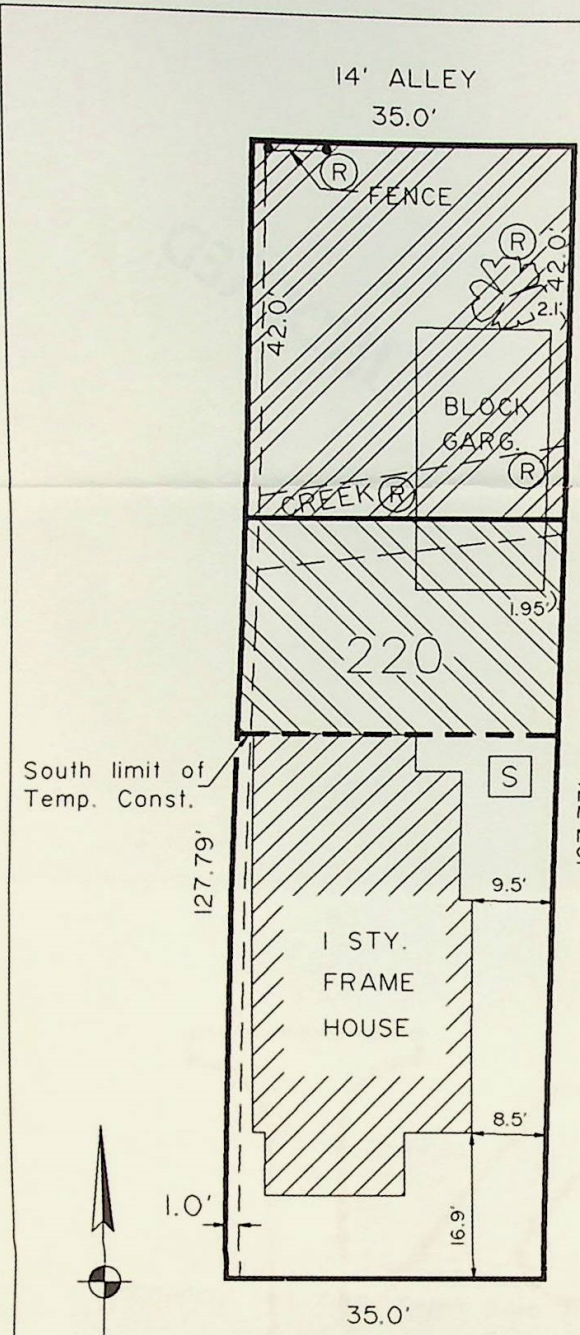 14' ALLEY
35.0'
R
FENCE
R
42.0'
42.0'
2.1'
BLOCK
GARG.
R
CREEK R
1.95'
220
South limit of
Temp. Const.
S
127.79'
9.5'
1 STY.
FRAME
HOUSE
8.5'
1.0'
16.9'
35.0'